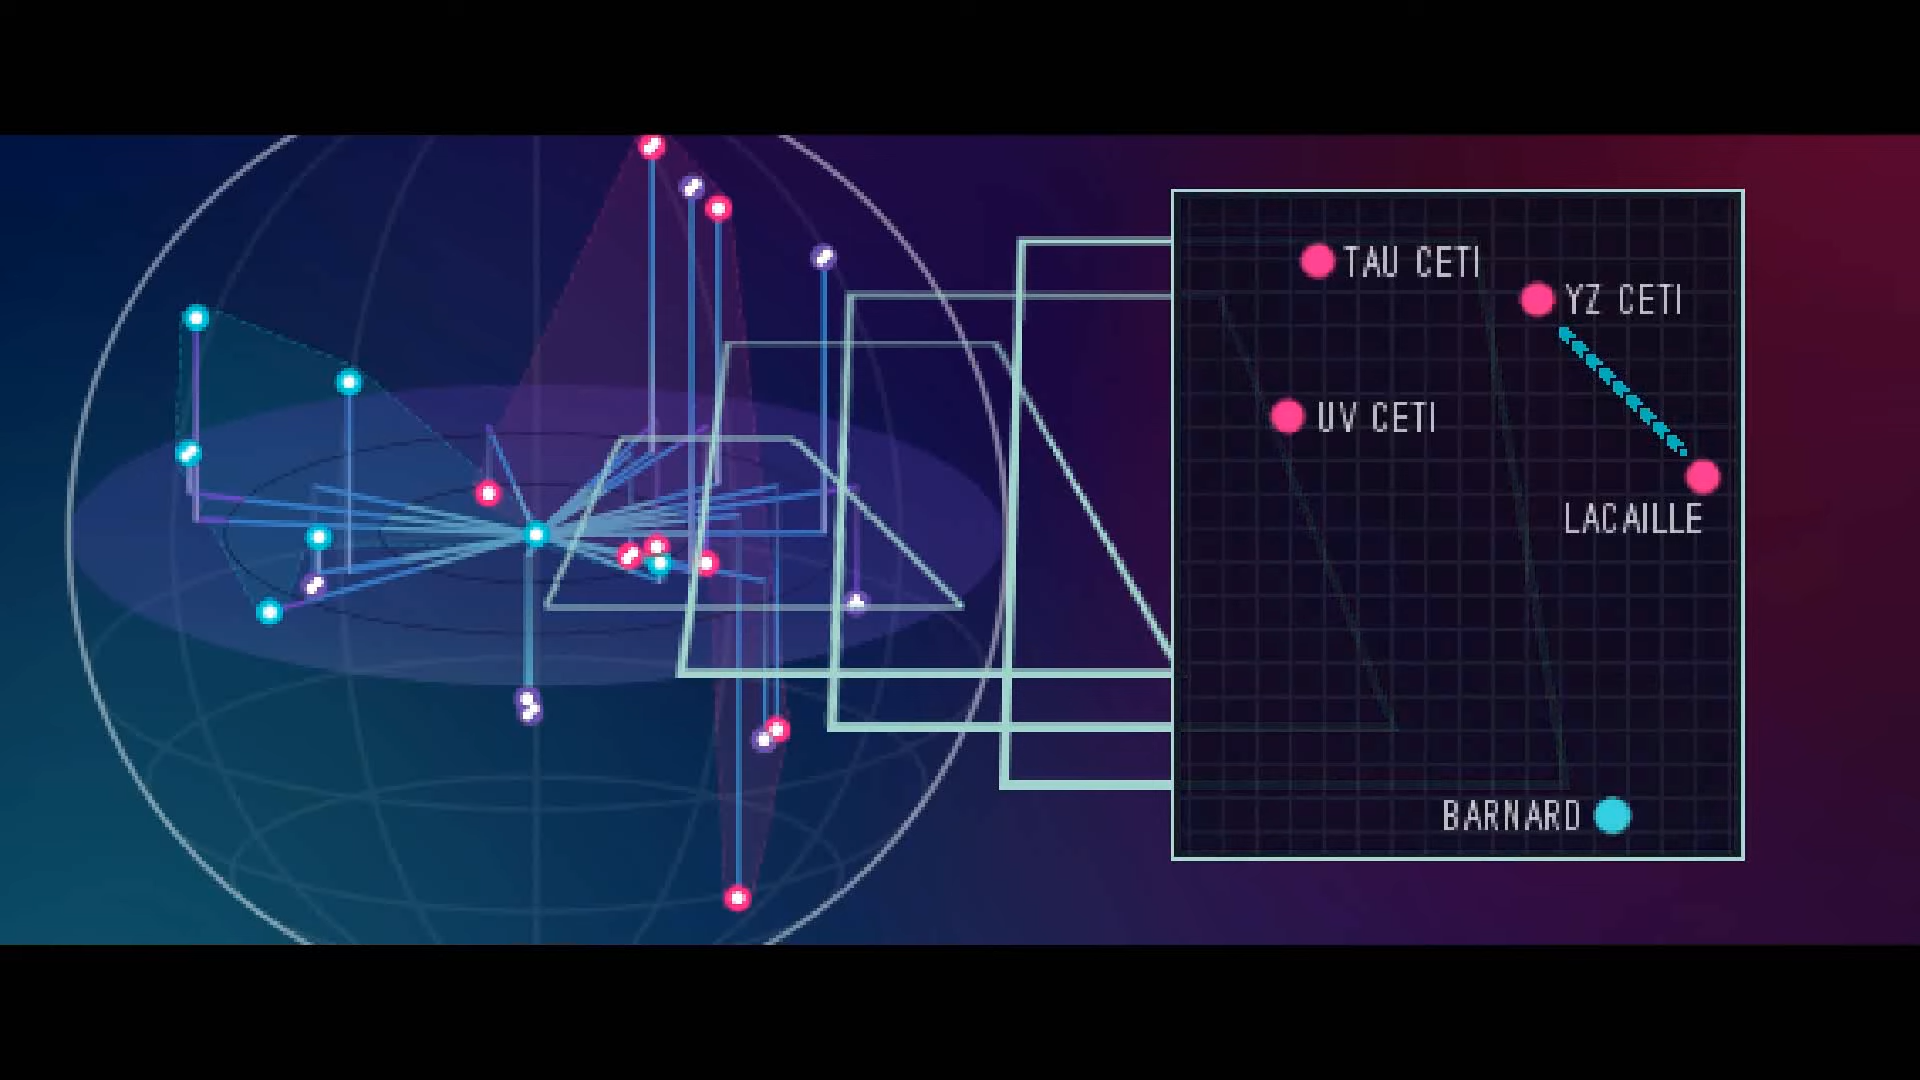 TAU CETI
YZ CETI
UV CETI
LACAILLE
BARNARD